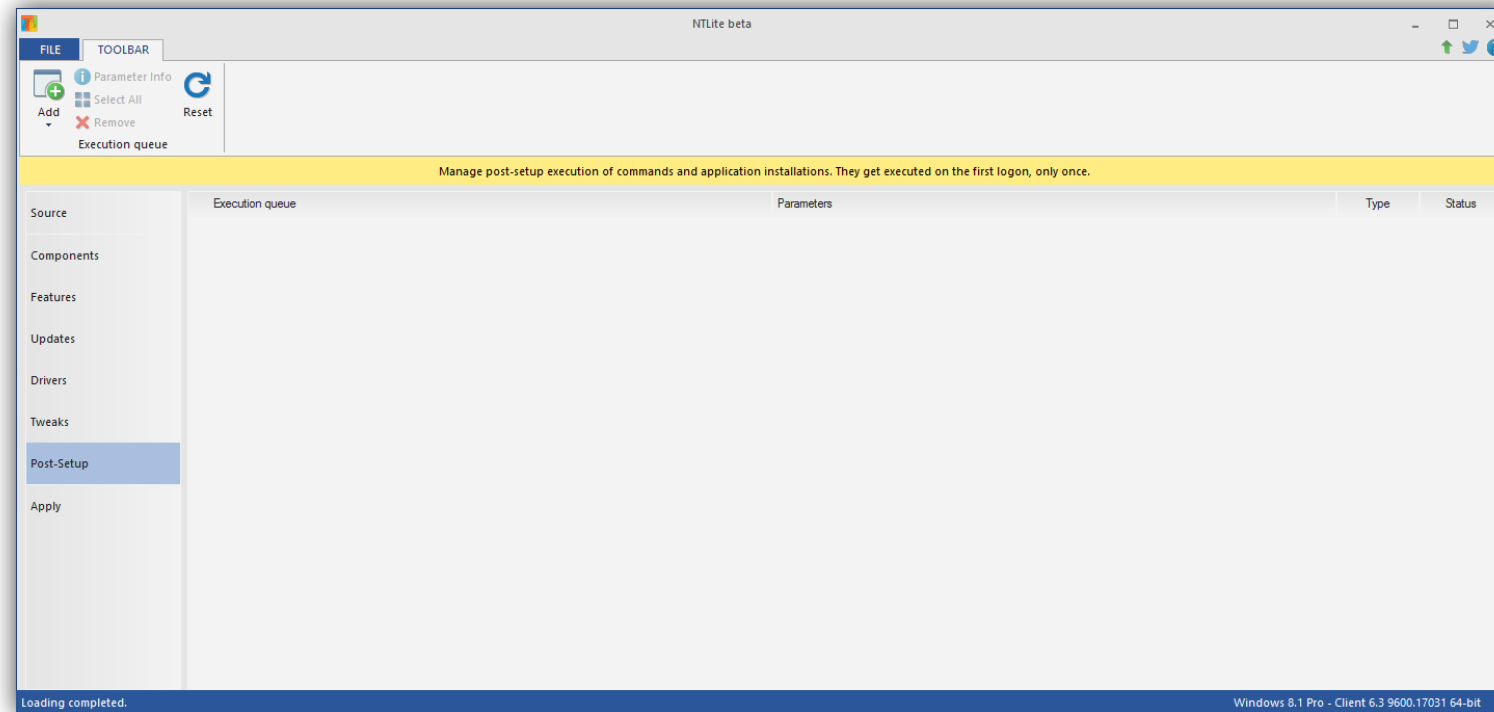 NTLite beta
FILE TOOLBAR
Add
Parameter Info
Select All
Remove
Reset
Execution queue
Manage post-setup execution of commands and application installations. They get executed on the first logon, only once.
Source
Components
Features
Updates
Drivers
Tweaks
Post-Setup
Apply
Execution queue Parameters Type Status
Loading completed. Windows 8.1 Pro - Client 6.3 9600.17031 64-bit